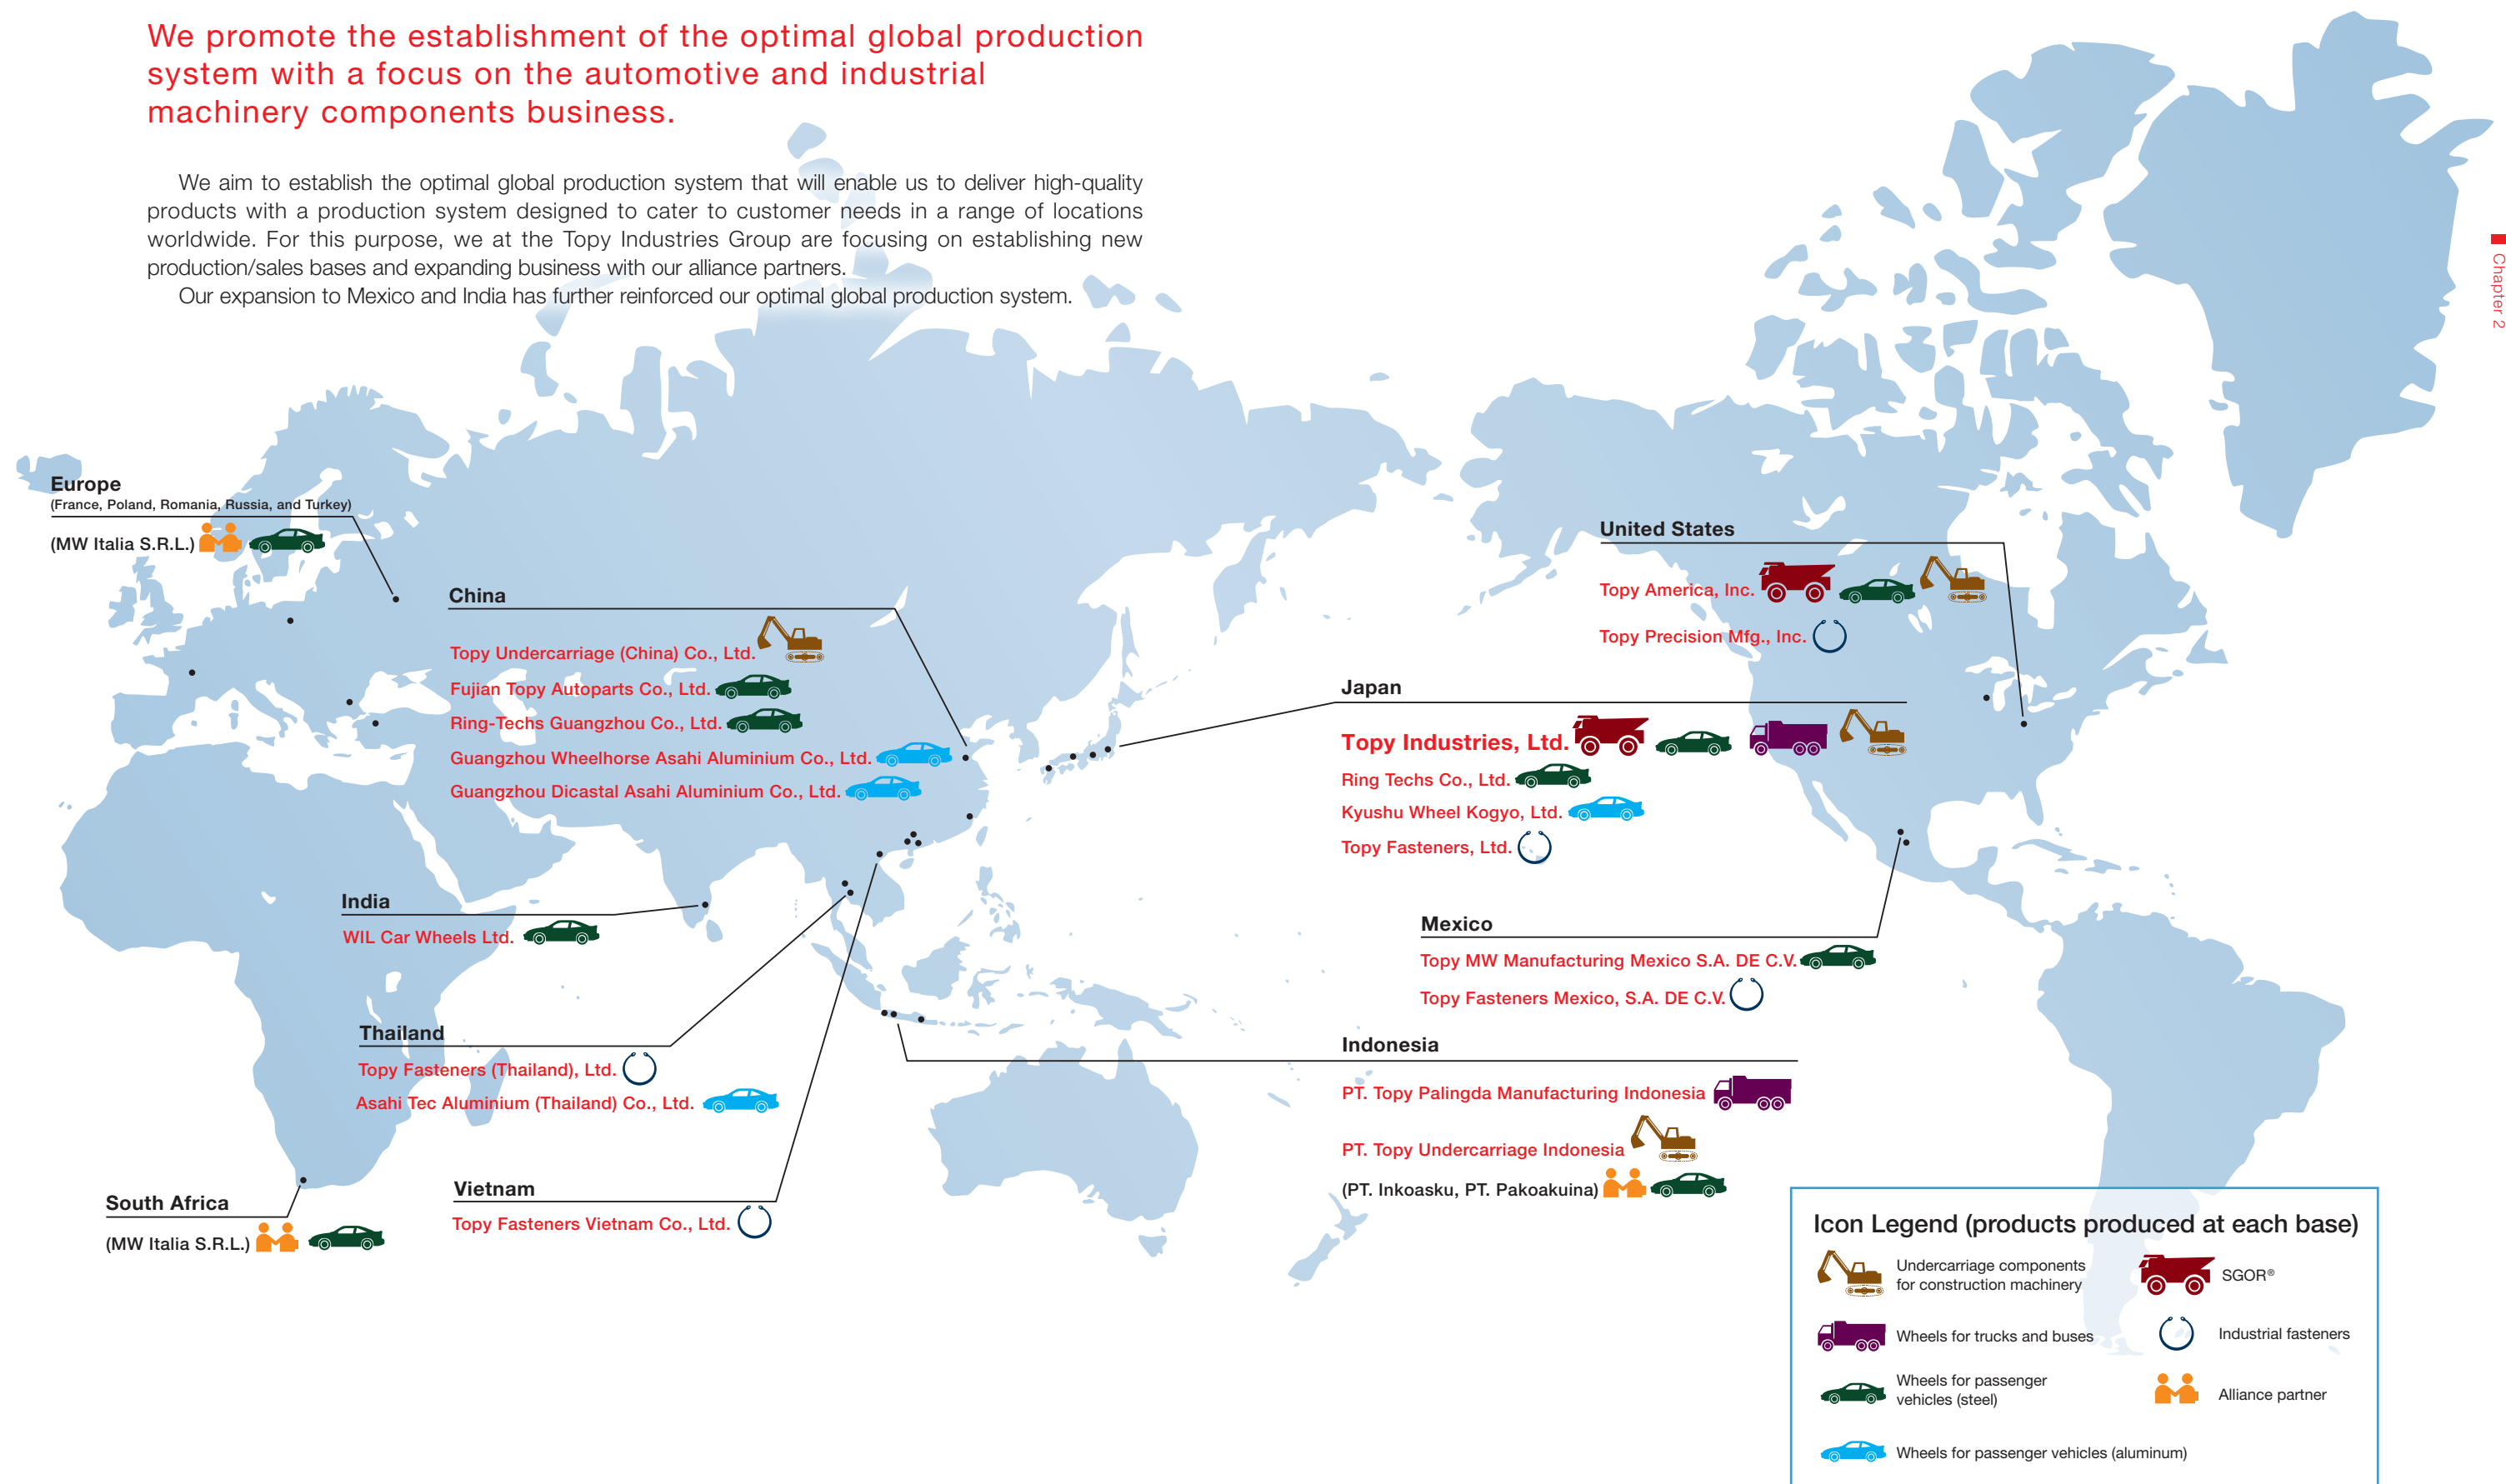 We promote the establishment of the optimal global production
system with a focus on the automotive and industrial
machinery components business.
We aim to establish the optimal global production system that will enable us to deliver high-quality
products with a production system designed to cater to customer needs in a range of locations
worldwide. For this purpose, we at the Topy Industries Group are focusing on establishing new
production/sales bases and expanding business with our alliance partners.
Our expansion to Mexico and India has further reinforced our optimal global production system.
Chapter 2
Europe
(France, Poland, Romania, Russia, and Turkey)
(MW Italia S.R.L.)
China
Topy Undercarriage (China) Co., Ltd.
Fujian Topy Autoparts Co., Ltd.
Ring-Techs Guangzhou Co., Ltd.
Guangzhou Wheelhorse Asahi Aluminium Co., Ltd.
Guangzhou Dicastal Asahi Aluminium Co., Ltd.
United States
Topy America, Inc.
Topy Precision Mfg., Inc.
Japan
Topy Industries, Ltd.
Ring Techs Co., Ltd.
Kyushu Wheel Kogyo, Ltd.
Topy Fasteners, Ltd.
India
WIL Car Wheels Ltd.
Mexico
Topy MW Manufacturing Mexico S.A. DE C.V.
Topy Fasteners Mexico, S.A. DE C.V.
Thailand
Topy Fasteners (Thailand), Ltd.
Asahi Tec Aluminium (Thailand) Co., Ltd.
Indonesia
PT. Topy Palingda Manufacturing Indonesia
PT. Topy Undercarriage Indonesia
(PT. Inkoasku, PT. Pakoakuina)
South Africa
(MW Italia S.R.L.)
Vietnam
Topy Fasteners Vietnam Co., Ltd.
Icon Legend (products produced at each base)
Undercarriage components
for construction machinery
SGOR®
Wheels for trucks and buses
Industrial fasteners
Wheels for passenger
vehicles (steel)
Alliance partner
Wheels for passenger vehicles (aluminum)